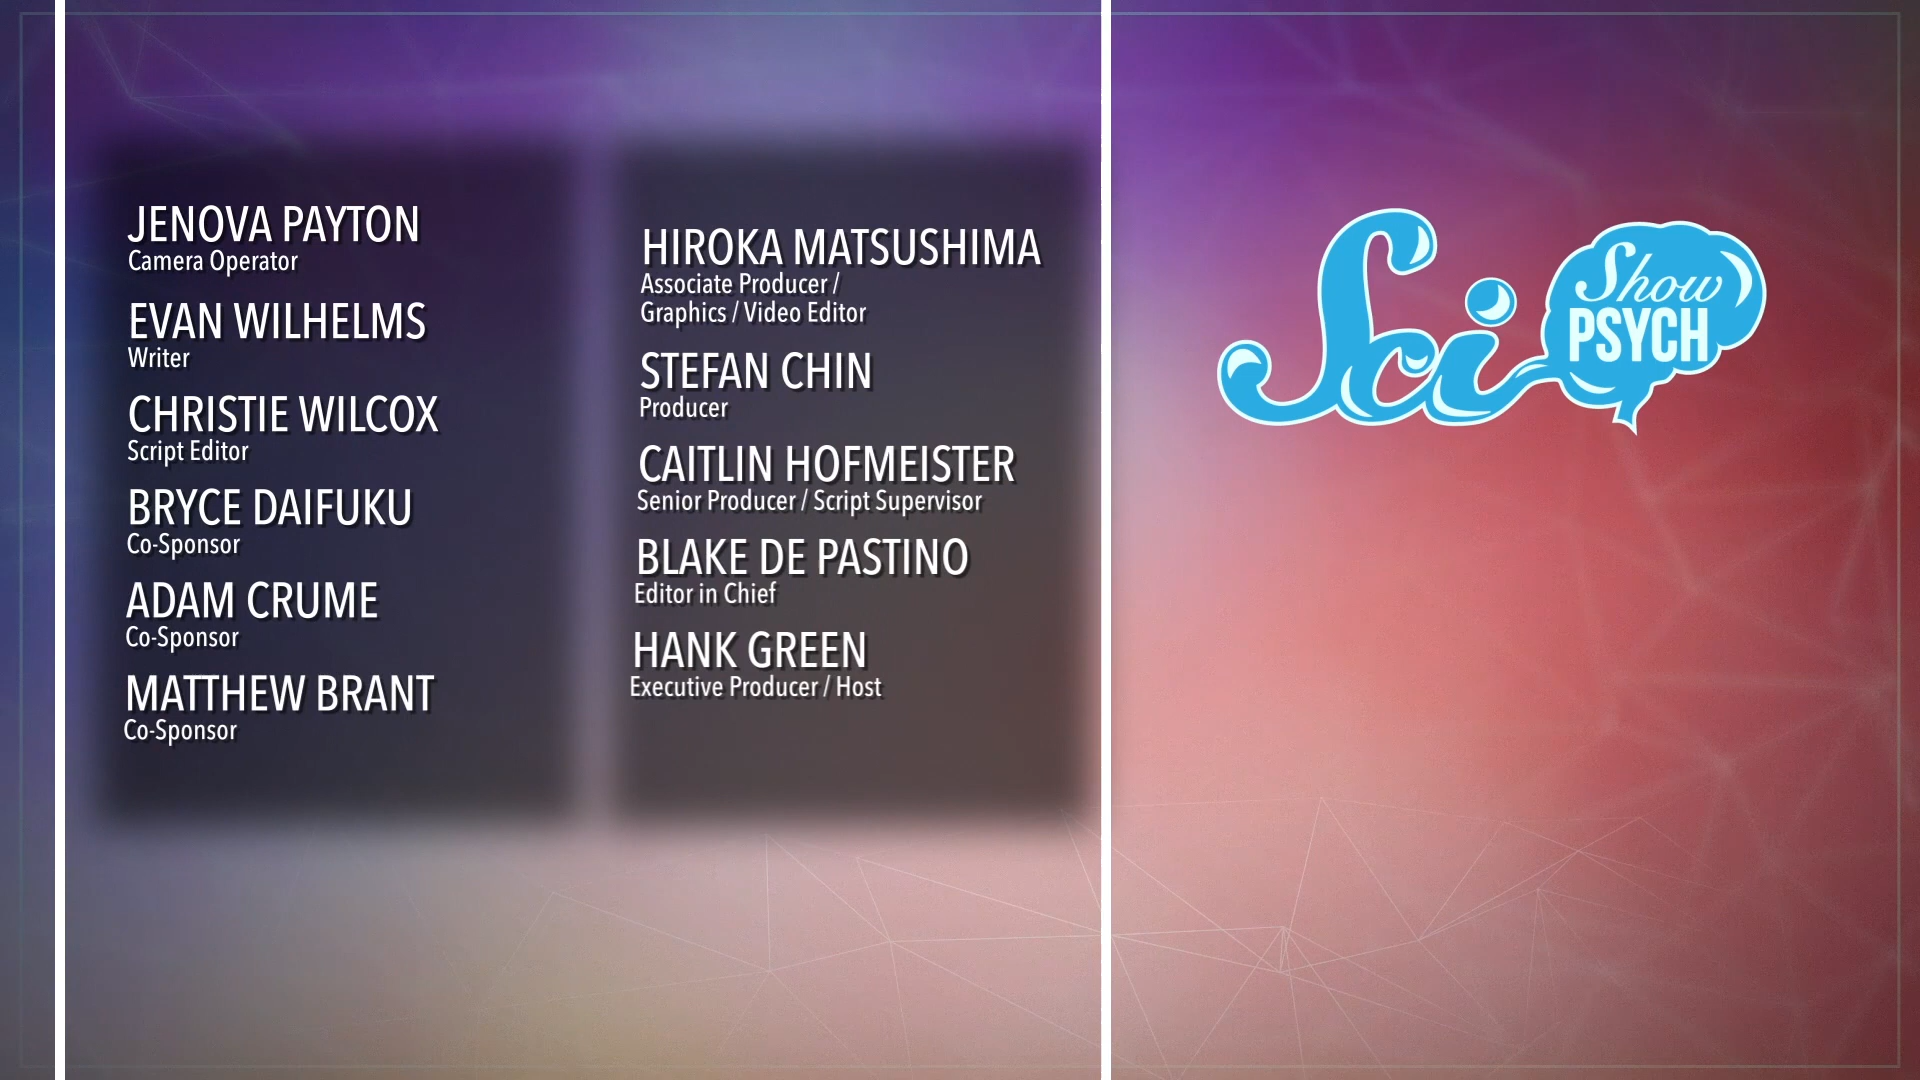 JENOVA PAYTON
Camera Operator
EVAN WILHELMS
Writer
CHRISTIE WILCOX
Script Editor
BRYCE DAIFUKU
Co-Sponsor
ADAM CRUME
Co-Sponsor
MATTHEW BRANT
Co-Sponsor
HIROKA MATSUSHIMA
Associate Producer /
Graphics / Video Editor
STEFAN CHIN
Producer
CAITLIN HOFMEISTER
Senior Producer / Script Supervisor
BLAKE DE PASTINO
Editor in Chief
HANK GREEN
Executive Producer / Host
Sci
Show
PSYCH